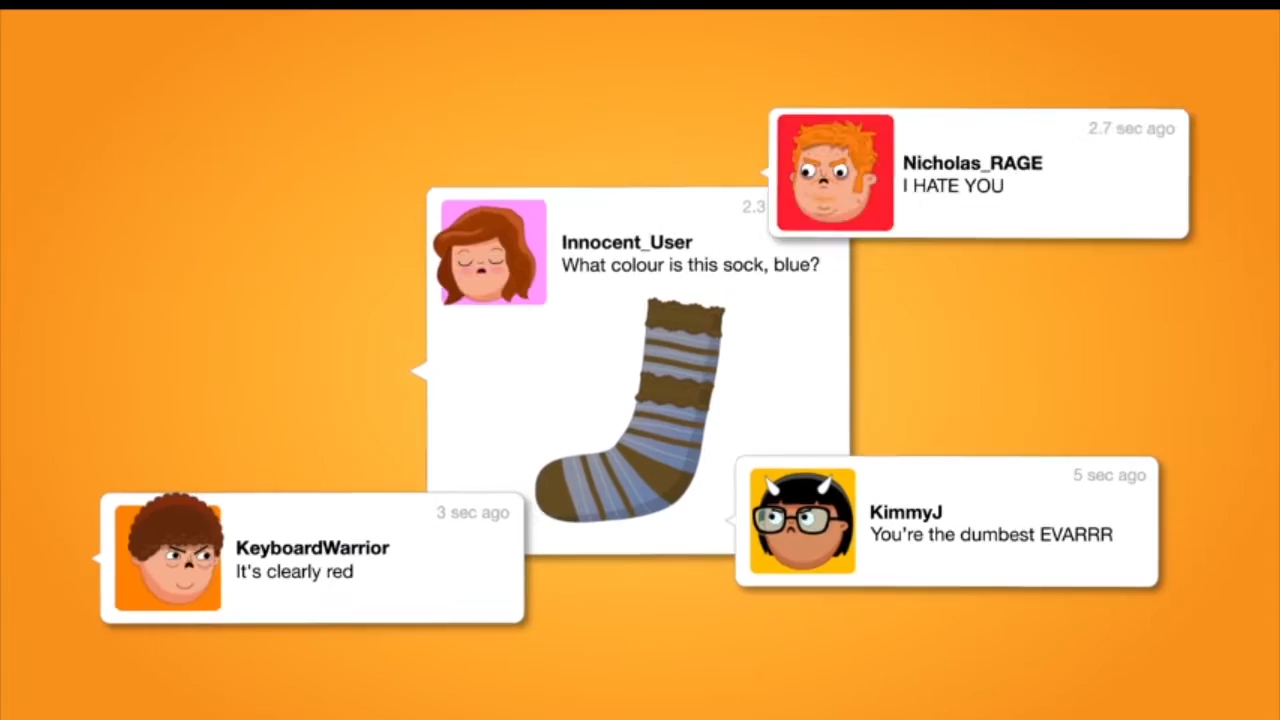 2.7 sec ago
Nicholas_RAGE
I HATE YOU
2.3
Innocent_User
What colour is this sock, blue?
5 sec ago
KimmyJ
You're the dumbest EVARRR
3 sec ago
KeyboardWarrior
It's clearly red